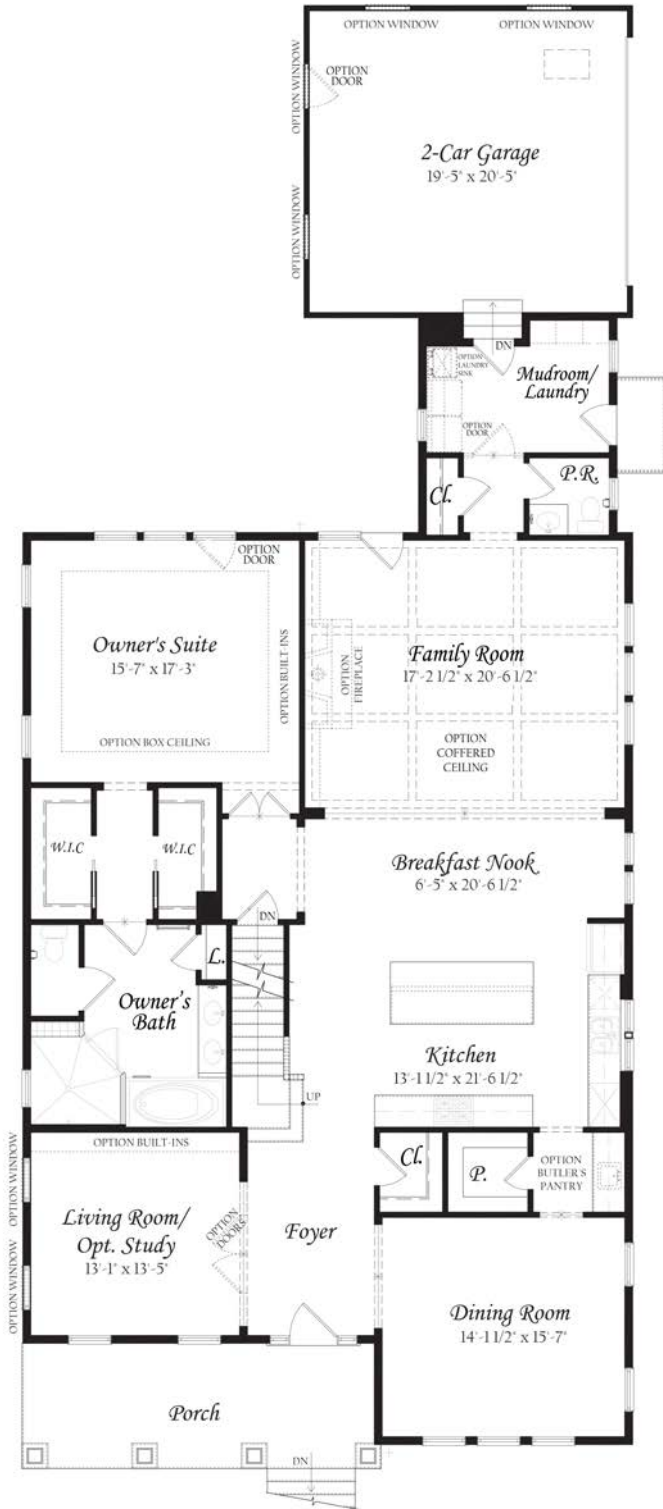 OPTION WINDOW
OPTION WINDOW
OPTION WINDOW
OPTION
DOOR
2-Car Garage
19'-5" x 20'-5"
OPTION WINDOW
DN
OPTION
LAUNDRY
SINK
Mudroom/
Laundry
OPTION
DOOR
Cl.
P.R.
OPTION
DOOR
Owner's Suite
15'-7" x 17'-3"
OPTION BUILT-INS
OPTION BOX CEILING
Family Room
17'-2 1/2" x 20'-6 1/2"
OPTION
FIREPLACE
OPTION
COFFERED
CEILING
W.I.C
W.I.C
Breakfast Nook
6'-5" x 20'-6 1/2"
DN
L.
Owner's
Bath
Kitchen
13'-1 1/2" x 21'-6 1/2"
UP
OPTION BUILT-INS
Cl.
P.
OPTION
BUTLER'S
PANTRY
OPTION WINDOW
Living Room/
Opt. Study
13'-1" x 13'-5"
OPTION
DOORS
Foyer
OPTION WINDOW
Dining Room
14'-1 1/2" x 15'-7"
Porch
DN